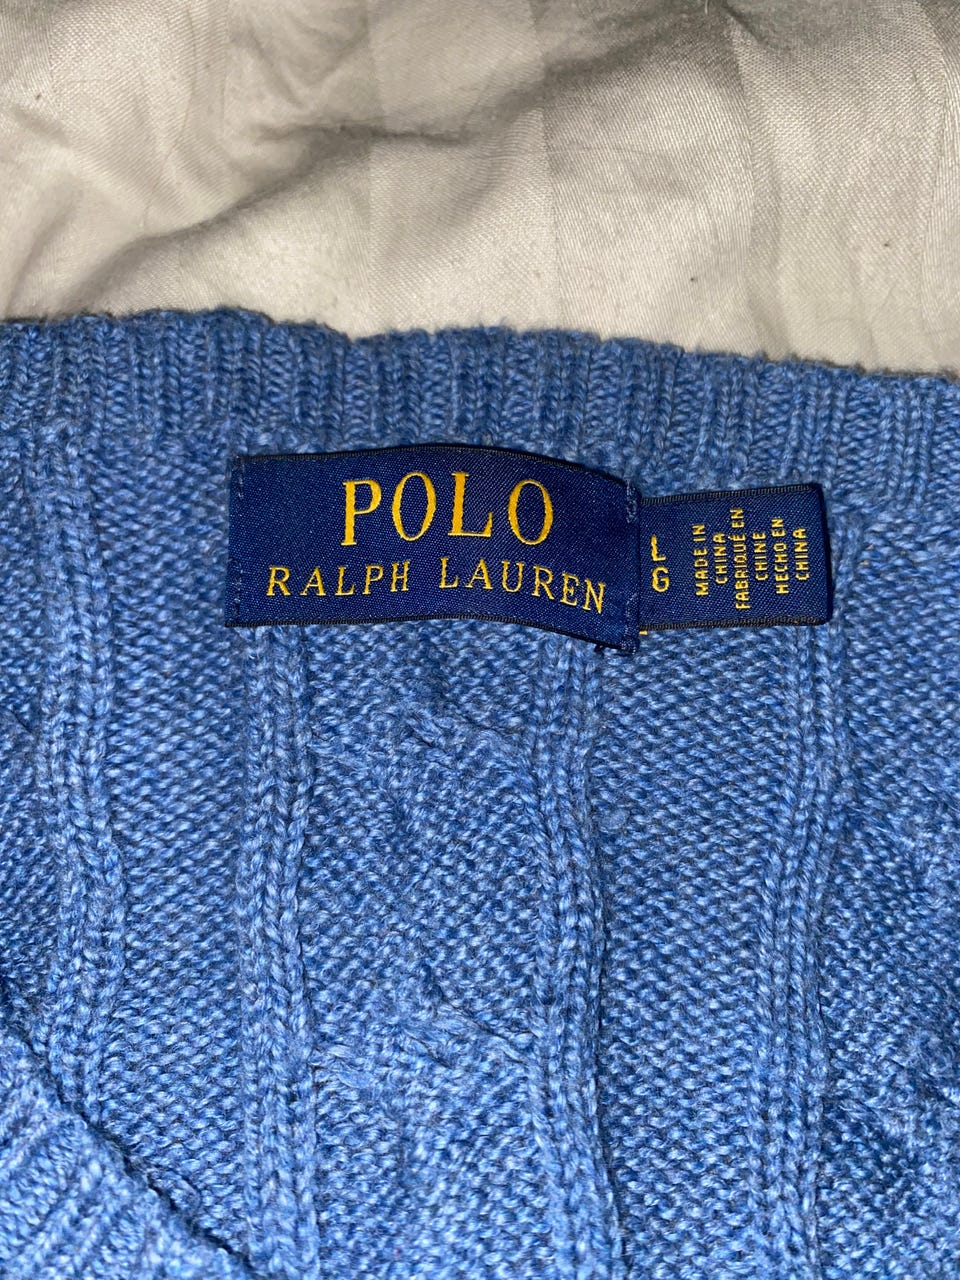 POLO
RALPH LAUREN
L
G
MADE IN
CHINA
FABRIQUÉ EN
CHINE
HECHO EN
CHINA